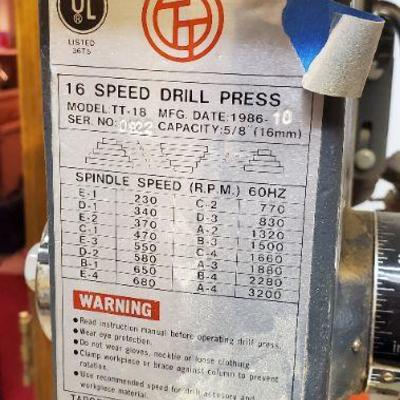 UL
®
LISTED
36T5
16 SPEED DRILL PRESS
MODEL:TT-18 MFG. DATE:1986-10
SER. NO: 0922 CAPACITY:5/8" (16mm)
SPINDLE SPEED (R.P.M.) 60HZ
E-1 230 C-2 770
D-1 340 D-3 830
E-2 370 A-2 1320
C-1 470 B-3 1500
E-3 550 C-4 1660
D-2 580 A-3 1880
B-1 650 B-4 2280
E-4 680 A-4 3200
WARNING
● Read instruction manual before operating drill press.
● Wear eye protection.
● Do not wear gloves, necktie or loose clothing.
● Clamp workpiece or brace against column to prevent
rotation.
● Use recommended speed for drill accessory and
workpiece material.